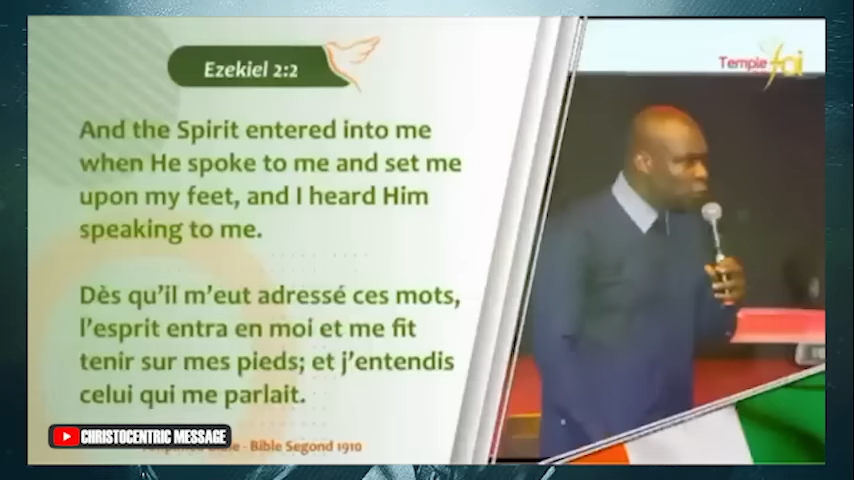 Ezekiel 2:2
And the Spirit entered into me
when He spoke to me and set me
upon my feet, and I heard Him
speaking to me.
Dès qu'il m'eut adressé ces mots,
l'esprit entra en moi et me fit
tenir sur mes pieds; et j'entendis
celui qui me parlait.
- Bible Segond 1910
CHRISTOCENTRIC MESSAGE
Temple
foi